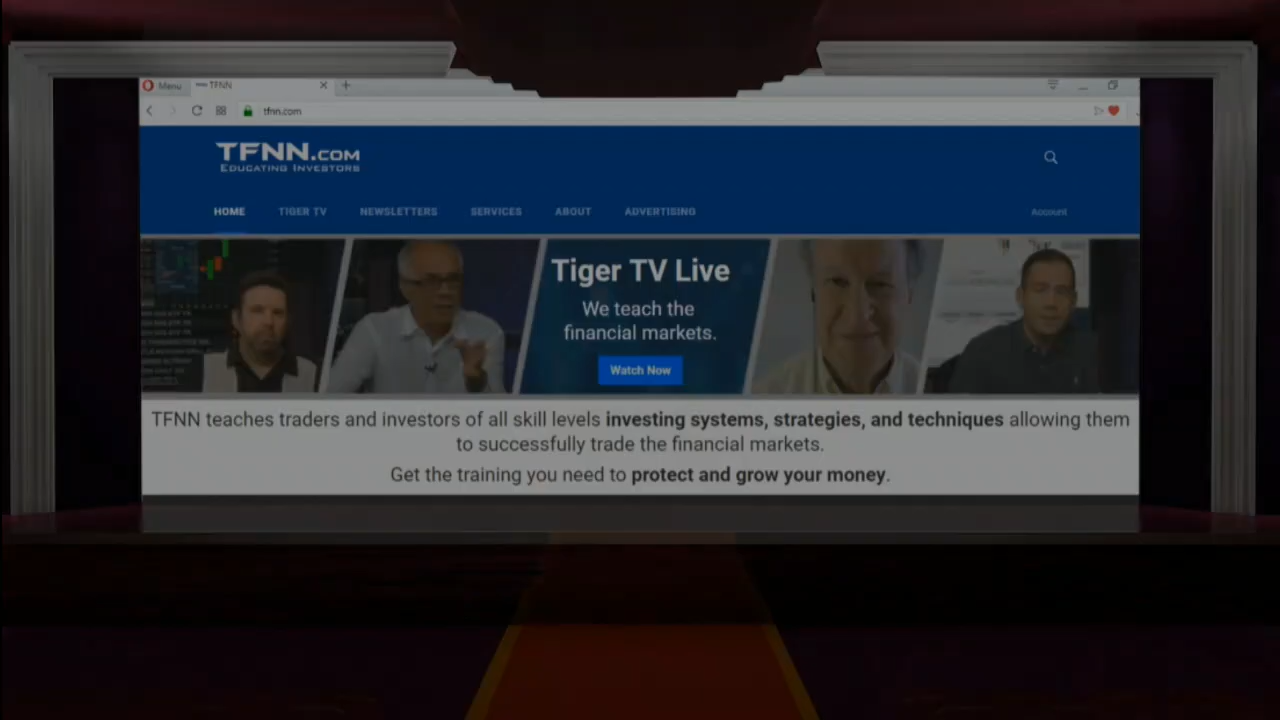 Menu
TFNN
tfnn.com
TFNN.COM
EDUCATING INVESTORS
HOME TIGER TV NEWSLETTERS SERVICES ABOUT ADVERTISING Account
Tiger TV Live
We teach the
financial markets.
Watch Now
TFNN teaches traders and investors of all skill levels investing systems, strategies, and techniques allowing them
to successfully trade the financial markets.
Get the training you need to protect and grow your money.